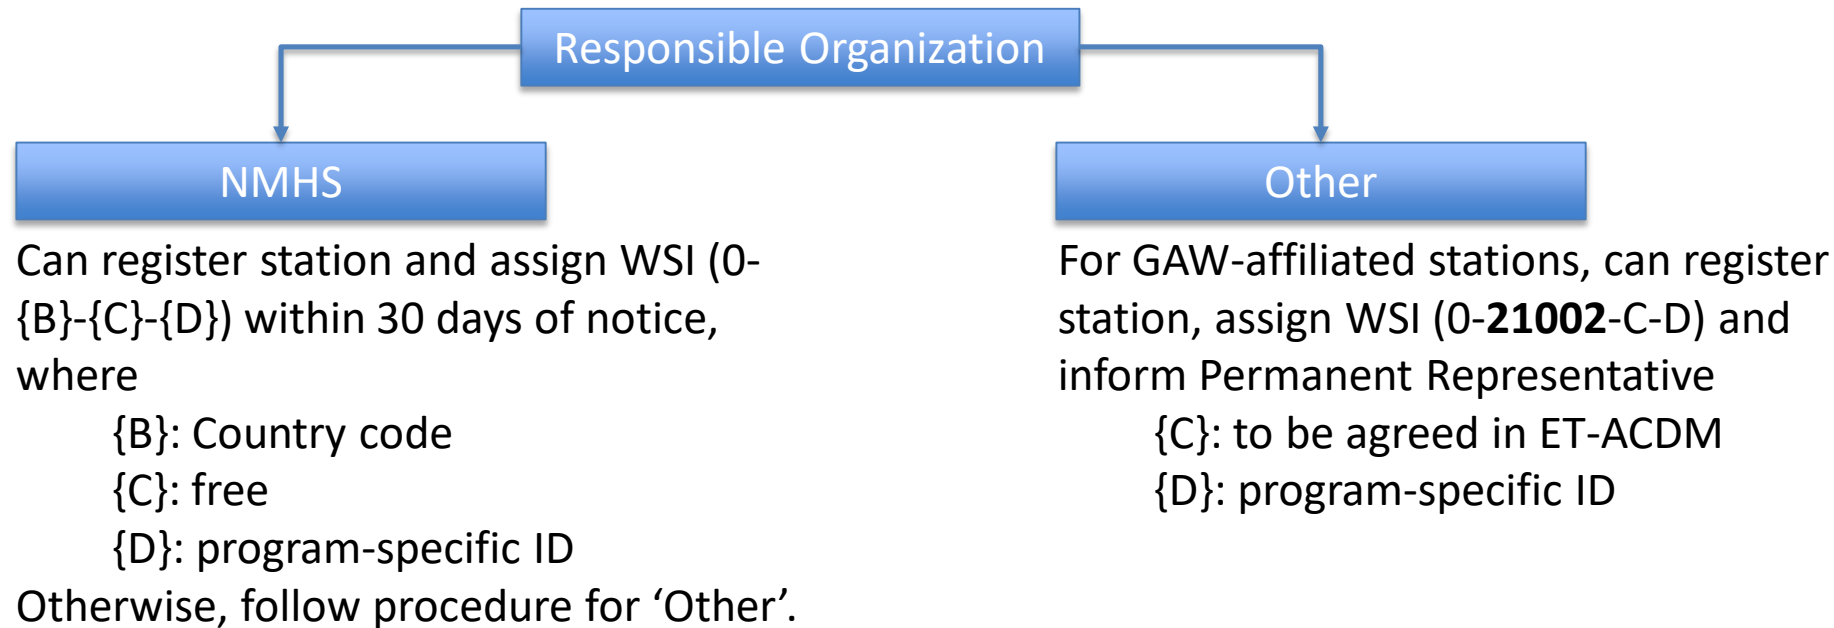 Responsible Organization
NMHS
Can register station and assign WSI (0-
{B}-{C}-{D}) within 30 days of notice,
where
{B}: Country code
{C}: free
{D}: program-specific ID
Otherwise, follow procedure for ‘Other’.
Other
For GAW-affiliated stations, can register
station, assign WSI (0-21002-C-D) and
inform Permanent Representative
{C}: to be agreed in ET-ACDM
{D}: program-specific ID